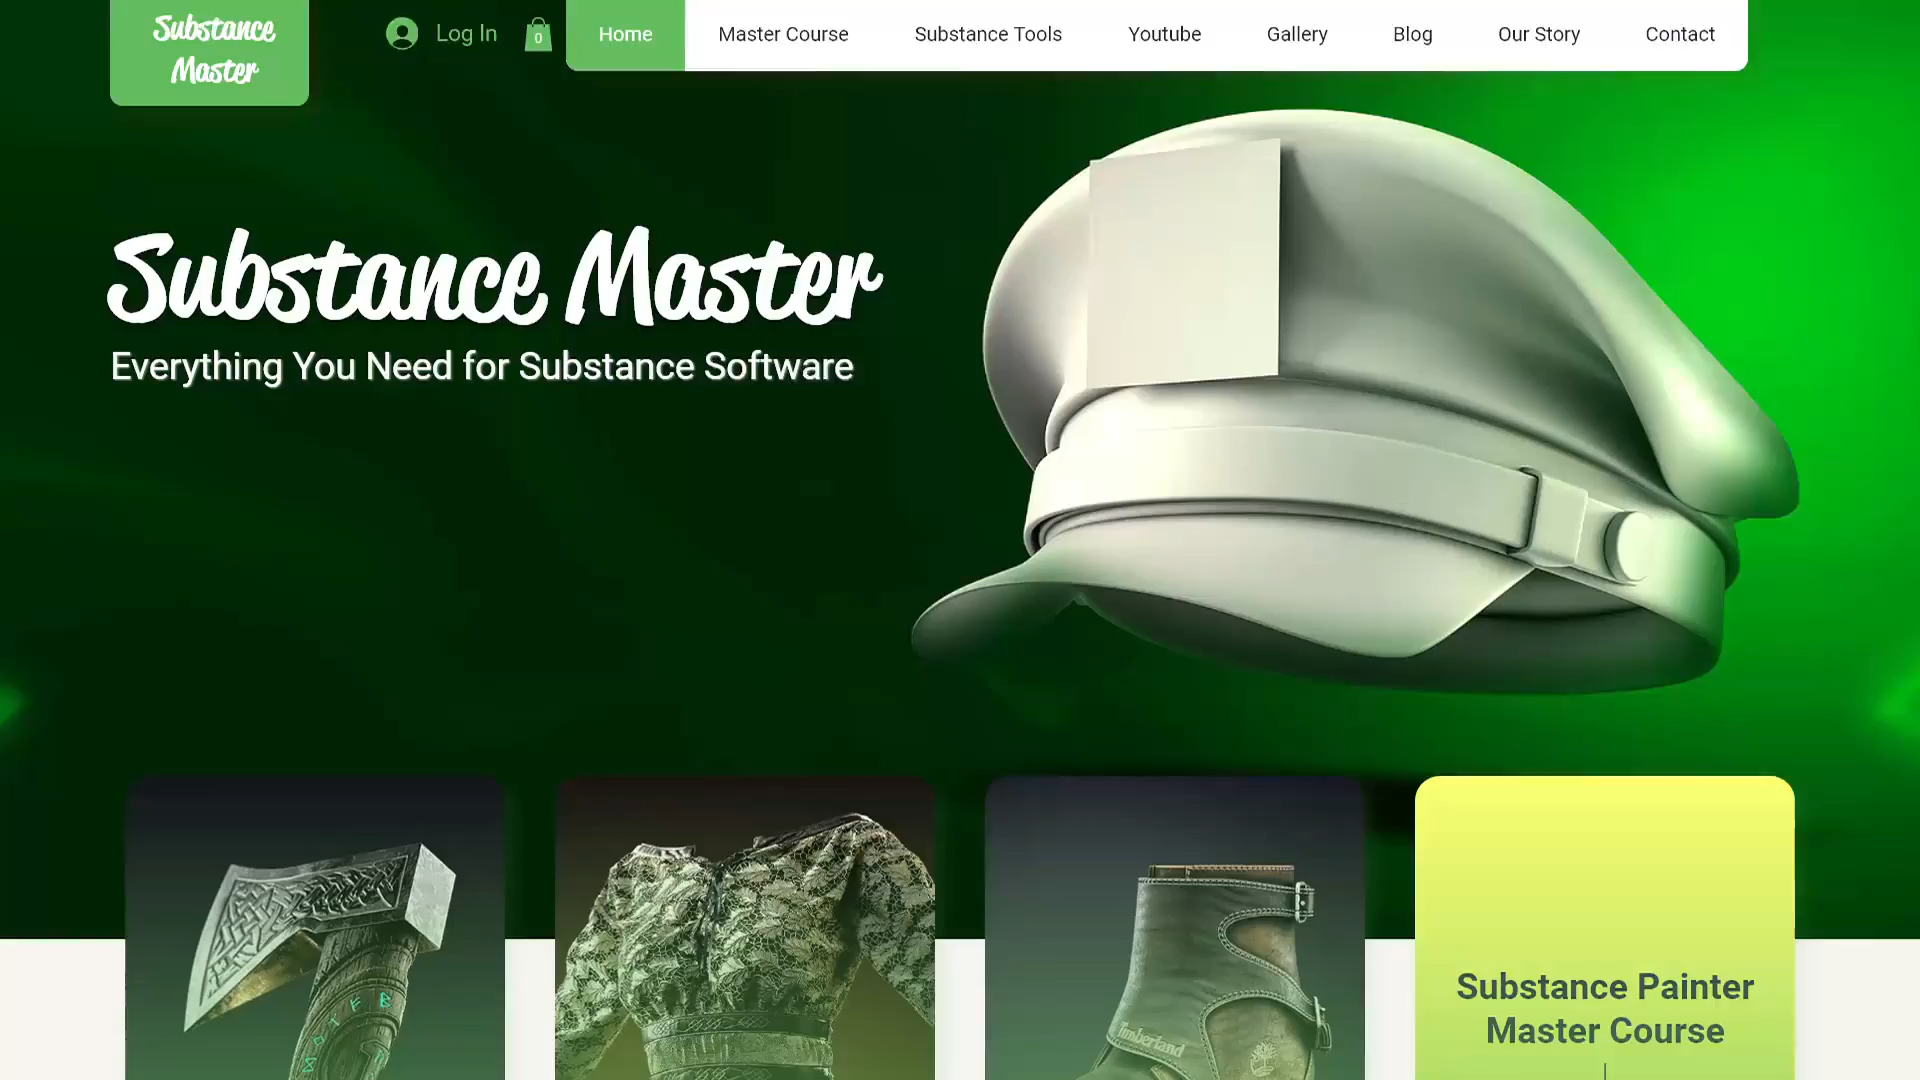 Substance
Master
Log In
0
Home
Master Course
Substance Tools
Youtube
Gallery
Blog
Our Story
Contact
Substance Master
Everything You Need for Substance Software
Timberland
Substance Painter
Master Course